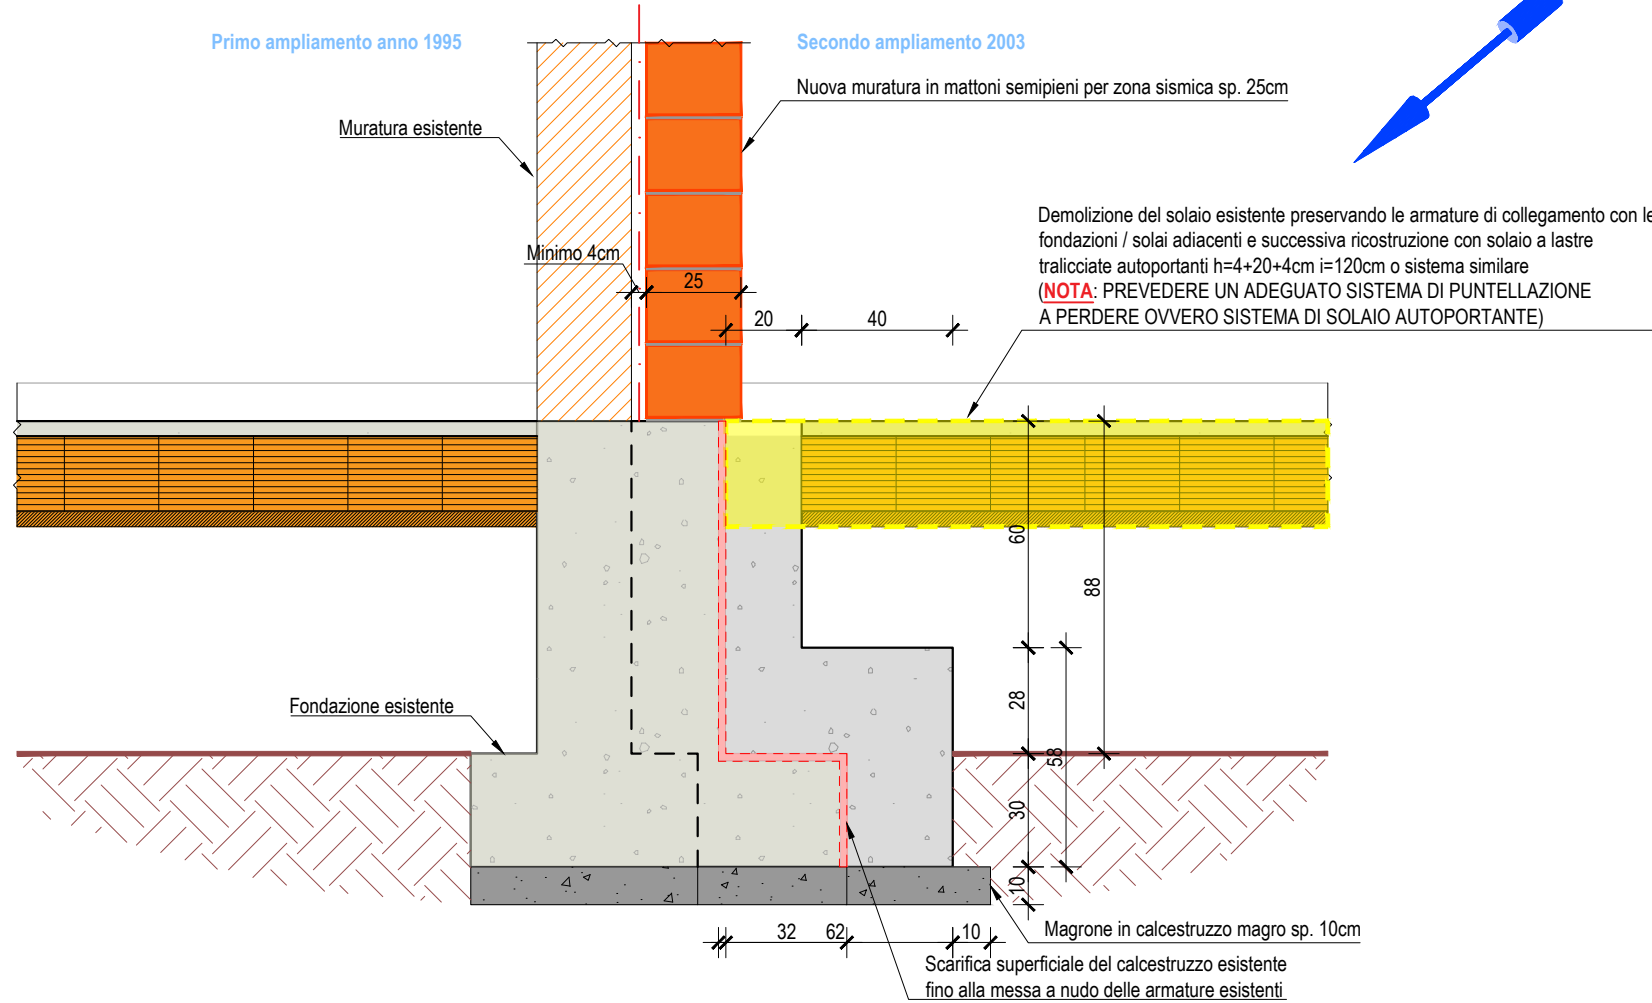 Primo ampliamento anno 1995
Secondo ampliamento 2003
Nuova muratura in mattoni semipieni per zona sismica sp. 25cm
Muratura esistente
Demolizione del solaio esistente preservando le armature di collegamento con le
fondazioni / solai adiacenti e successiva ricostruzione con solaio a lastre
tralicciate autoportanti h=4+20+4cm i=120cm o sistema similare
(NOTA: PREVEDERE UN ADEGUATO SISTEMA DI PUNTELLAZIONE
A PERDERE OVVERO SISTEMA DI SOLAIO AUTOPORTANTE)
Minimo 4cm
25
20
40
60
88
28
58
30
10
Fondazione esistente
32
62
10
Magrone in calcestruzzo magro sp. 10cm
Scarifica superficiale del calcestruzzo esistente
fino alla messa a nudo delle armature esistenti